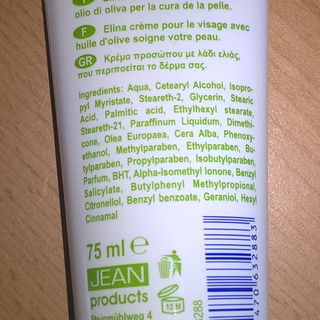 olio di oliva per la cura de la pelle.
F Elina crème pour le visage avec
huile d'olive soigne votre peau.
GR Κρέμα προσώπου με λάδι ελιάς,
που περιποιείται το δέρμα σας.
Ingredients: Aqua, Cetearyl Alcohol, Isopro-
pyl Myristate, Steareth-2, Glycerin, Stearic
Acid, Palmitic acid, Ethylhexyl stearate,
Steareth-21, Paraffinum Liquidum, Dimethi-
cone, Olea Europaea, Cera Alba, Phenoxy-
ethanol, Methylparaben, Ethylparaben, Bu-
tylparaben, Propylparaben, Isobutylparaben,
Parfum, BHT, Alpha-Isomethyl Ionone, Benzyl
Salicylate, Butylphenyl Methylpropional,
Citronellol, Benzyl benzoate, Geraniol, Hexyl
Cinnamal
75 ml e
JEAN
products
Steinmühlweg 4
12 M
-288
470632883